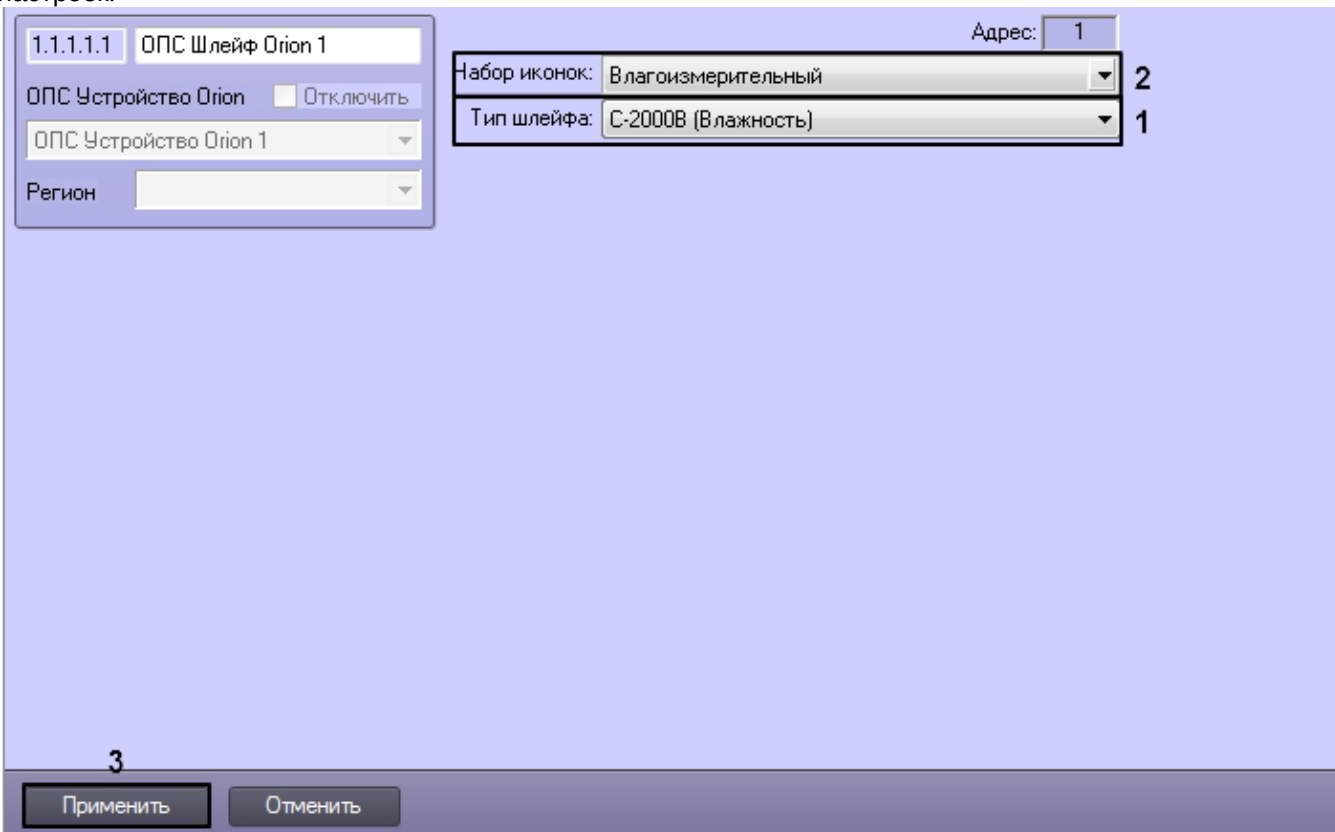 1.1.1.1.1 ОПС Шлейф Orion 1
Адрес: 1
Набор иконок: Влагоизмерительный 2
ОПС Устройство Orion Отключить
Тип шлейфа: С-2000В (Влажность) 1
ОПС Устройство Orion 1
Регион
3
Применить Отменить